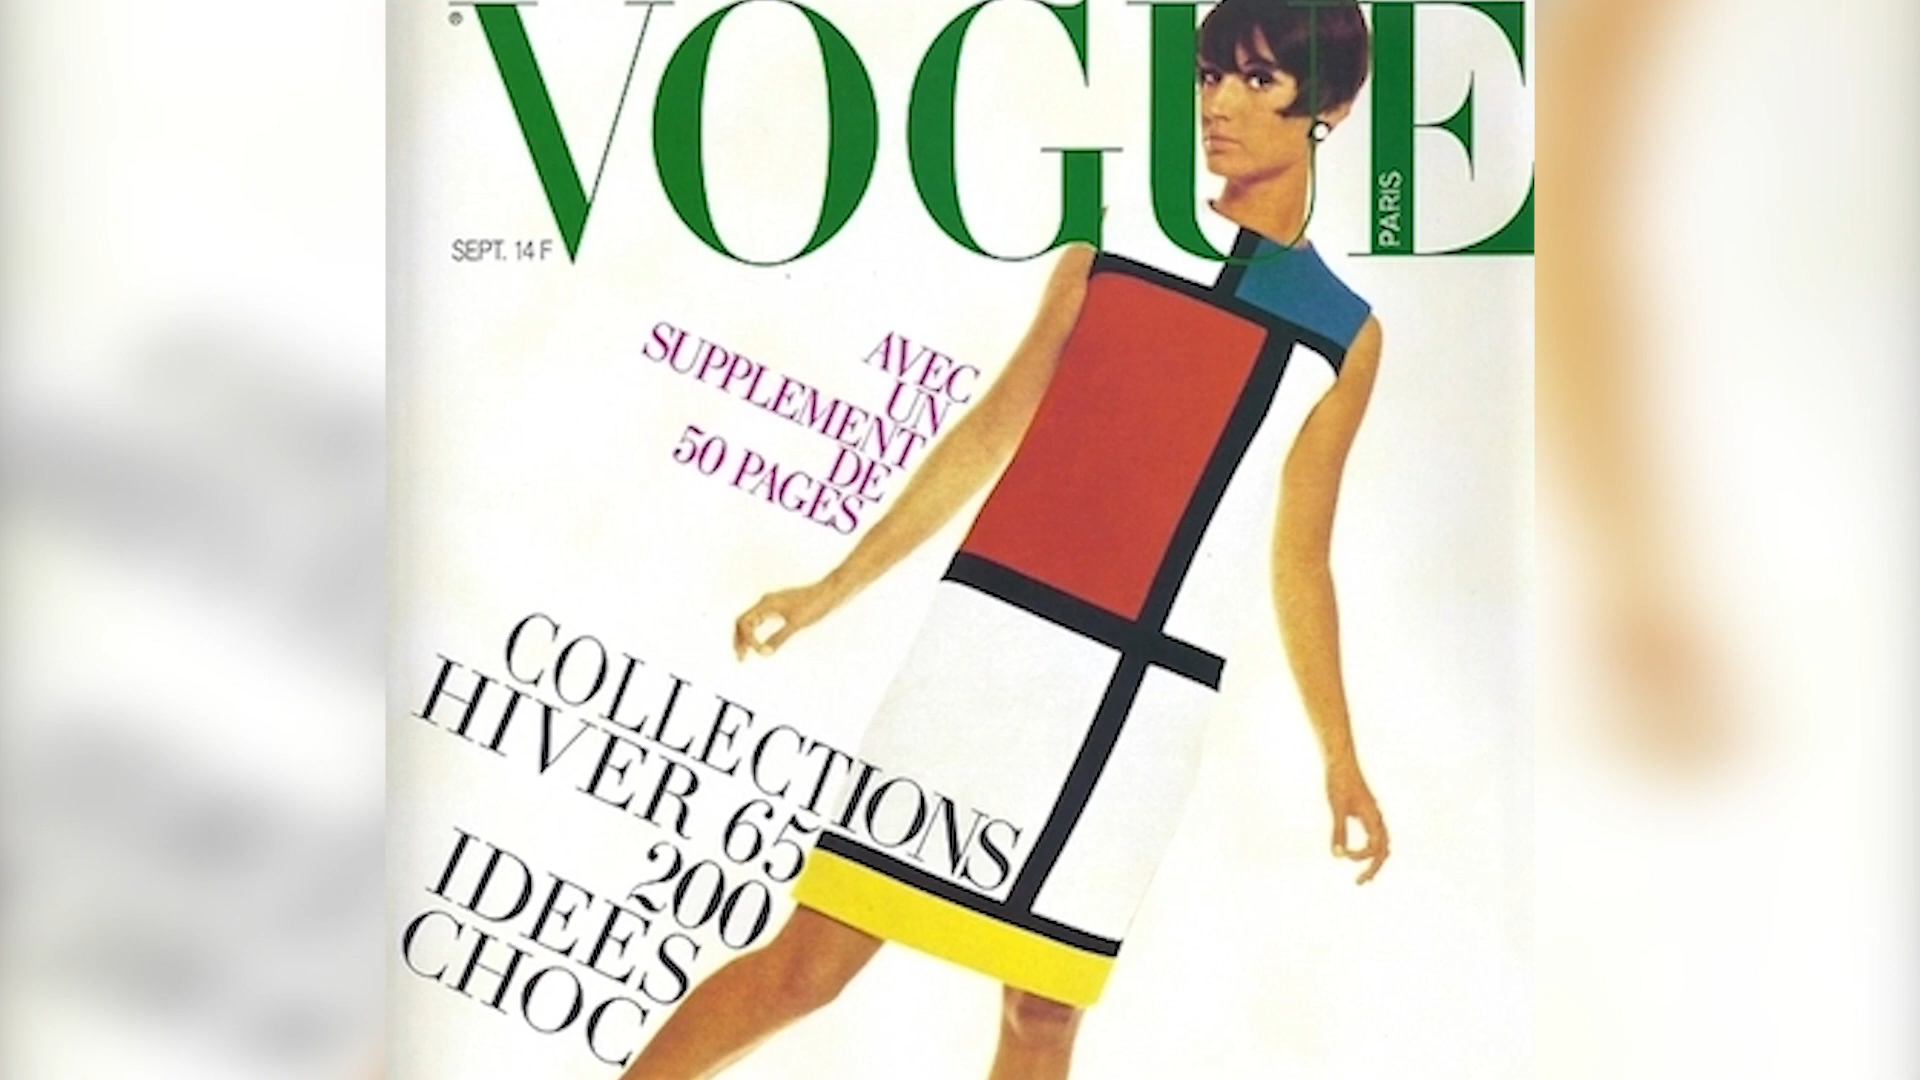 VOGUE
®
PARIS
SEPT. 14 F
AVEC
UN
SUPPLEMENT
DE
50 PAGES
COLLECTIONS
HIVER 65
200
IDEES
CHOC